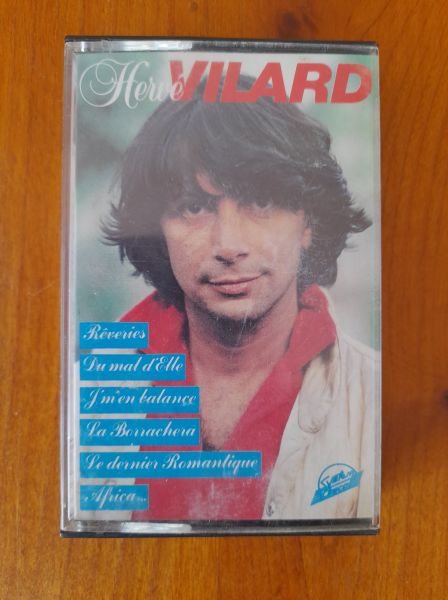 Hervé VILARD
Rêveries
Du mal d'Elle
J'm'en balance
La Borrachera
Le dernier Romantique
Africa...